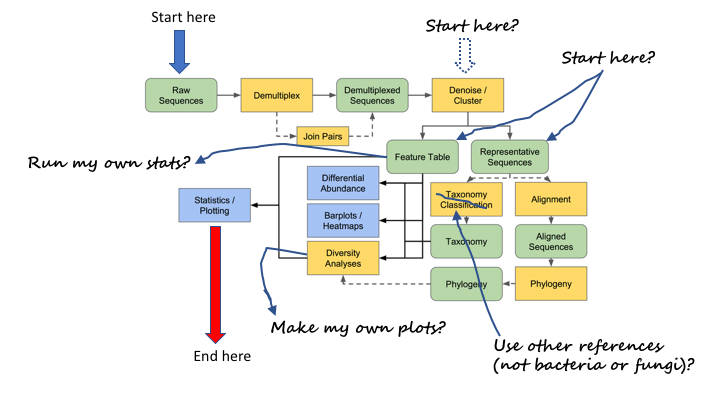 Start here
Start here?
Start here?
Raw
Sequences
Demultiplex
Demultiplexed
Sequences
Denoise /
Cluster
Join Pairs
Run my own stats?
Feature Table
Representative
Sequences
Differential
Abundance
Statistics /
Plotting
Taxonomy
Classification
Alignment
Barplots /
Heatmaps
Taxonomy
Aligned
Sequences
Diversity
Analyses
Phylogeny
Phylogeny
Make my own plots?
End here
Use other references
(not bacteria or fungi)?